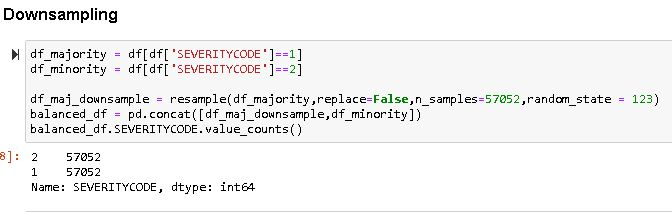 Downsampling
df_majority = df[df['SEVERITYCODE']==1]
df_minority = df[df['SEVERITYCODE']==2]
df_maj_downsample = resample(df_majority,replace=False,n_samples=57052,random_state = 123)
balanced_df = pd.concat([df_maj_downsample,df_minority])
balanced_df.SEVERITYCODE.value_counts()
8]: 2    57052
1    57052
Name: SEVERITYCODE, dtype: int64